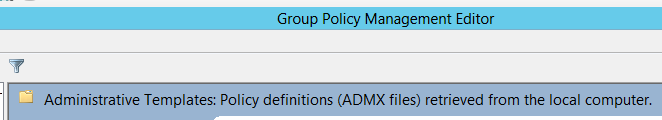 Group Policy Management Editor
Administrative Templates: Policy definitions (ADMX files) retrieved from the local computer.